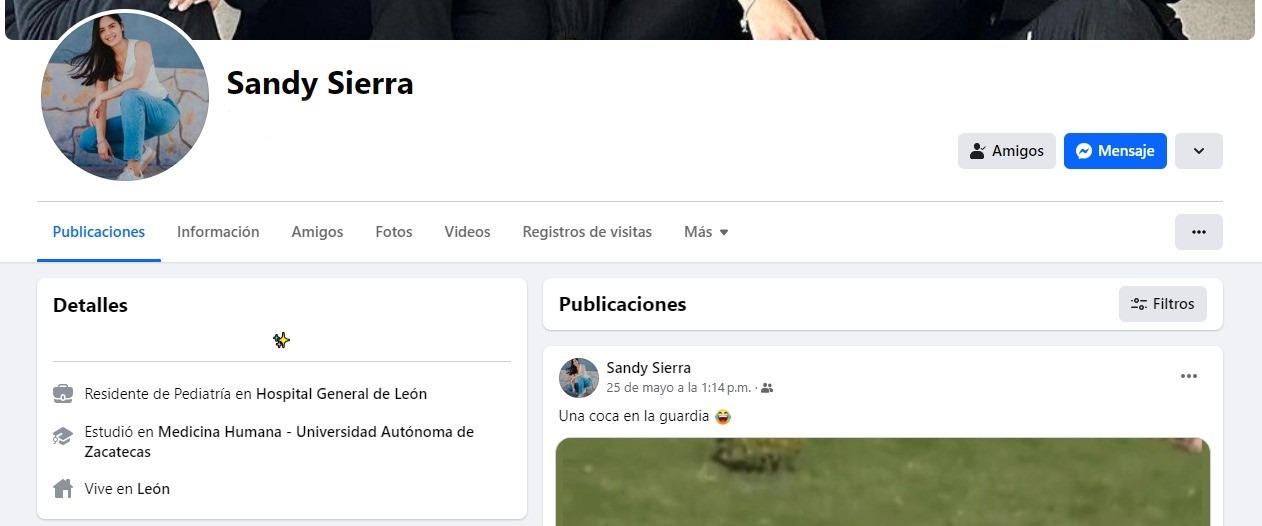 Sandy Sierra
Amigos
Mensaje
Publicaciones
Información
Amigos
Fotos
Videos
Registros de visitas
Más
Detalles
✨
Residente de Pediatría en Hospital General de León
Estudió en Medicina Humana - Universidad Autónoma de
Zacatecas
Vive en León
Publicaciones
Filtros
Sandy Sierra
25 de mayo a la 1:14 p.m. ·
Una coca en la guardia 😂